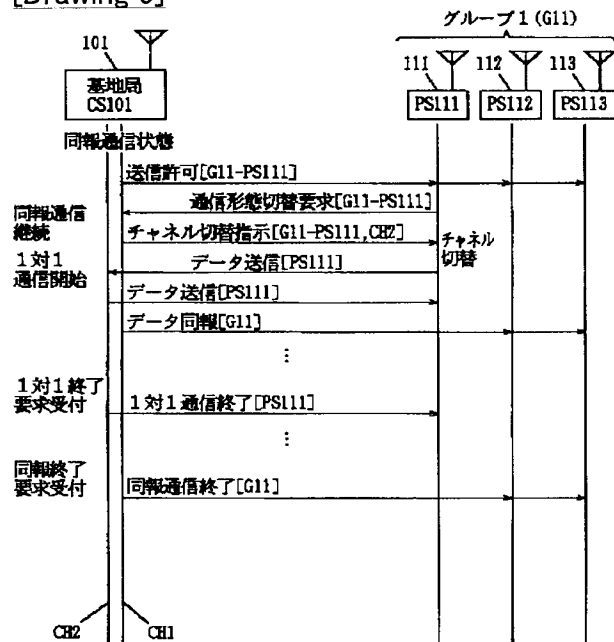 グループ1(G11)
101
111
112
113
基地局
CS101
PS111
PS112
PS113
同報通信状態
送信許可[G11-PS111]
通信形態切替要求[G11-PS111]
同報通信
継続
チャネル切替指示[G11-PS111,CH2]
チャネル
切替
1対1
通信開始
データ送信[PS111]
データ送信[PS111]
データ同報[G11]
⋮
1対1終了
要求受付
1対1通信終了[PS111]
⋮
同報終了
要求受付
同報通信終了[G11]
CH2
CH1